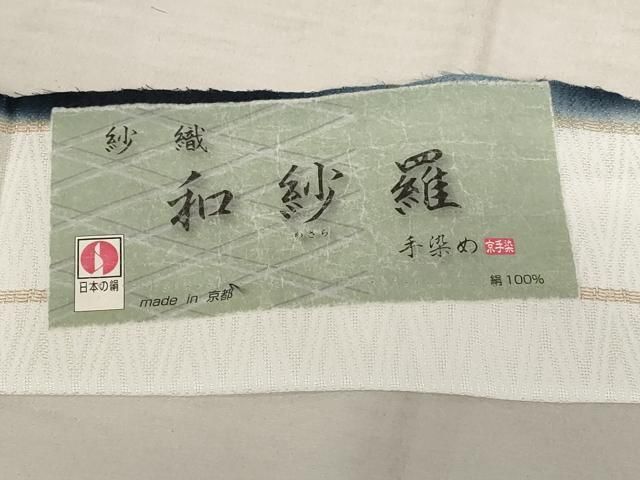 紗織
和紗羅
わさら
手染め 京手染
日本の絹
made in 京都
絹100%